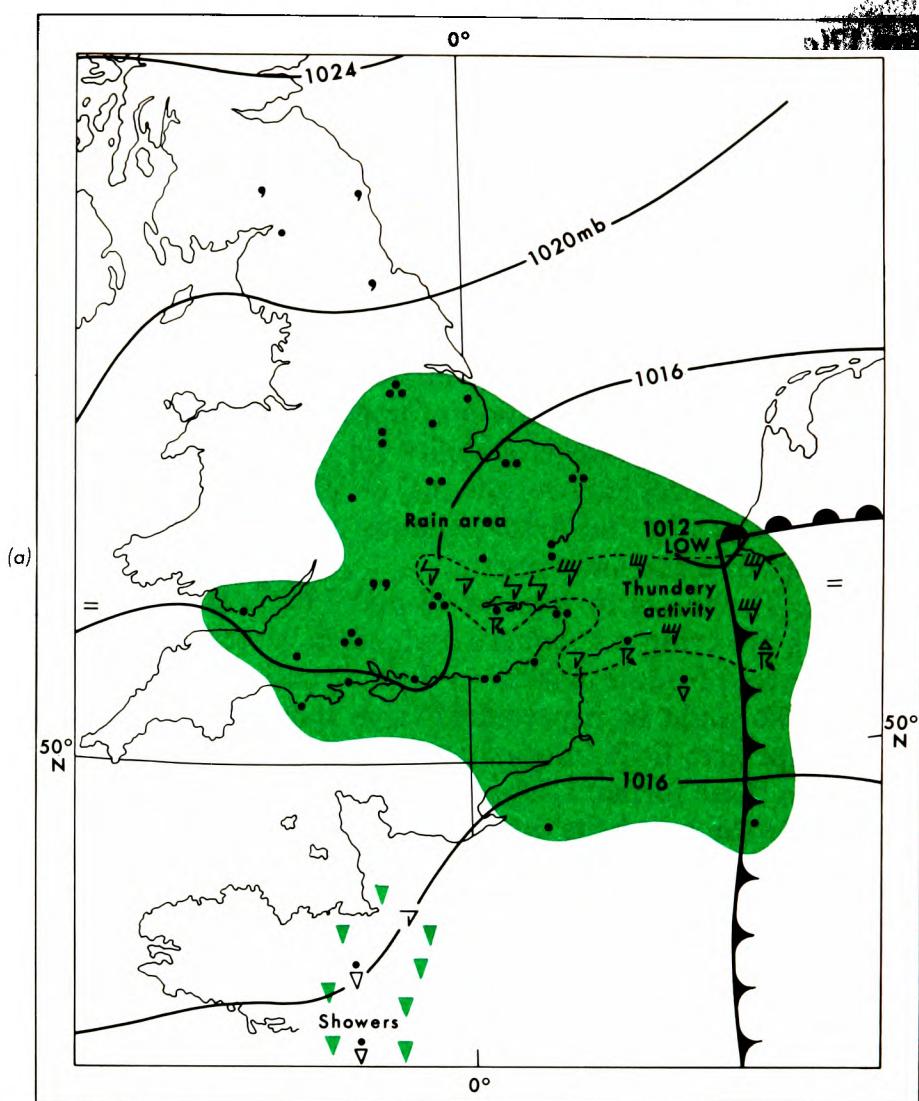 0°
1024
1020mb
1016
Rain area
1012
LOW
(a)
Thundery
activity
50°
N
50°
N
1016
Showers
0°